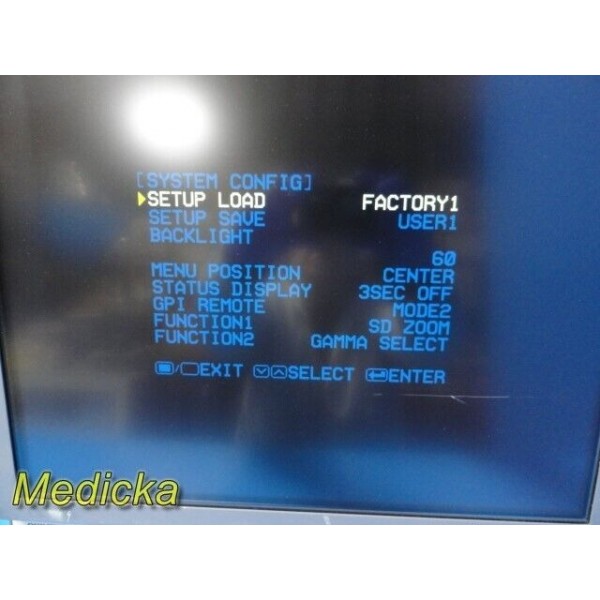 [SYSTEM CONFIG]
▶SETUP LOAD FACTORY1
SETUP SAVE USER1
BACKLIGHT
60
MENU POSITION CENTER
STATUS DISPLAY 3SEC OFF
GPI REMOTE MODE2
FUNCTION1 SD ZOOM
FUNCTION2 GAMMA SELECT
/ EXIT SELECT ENTER
Medicka